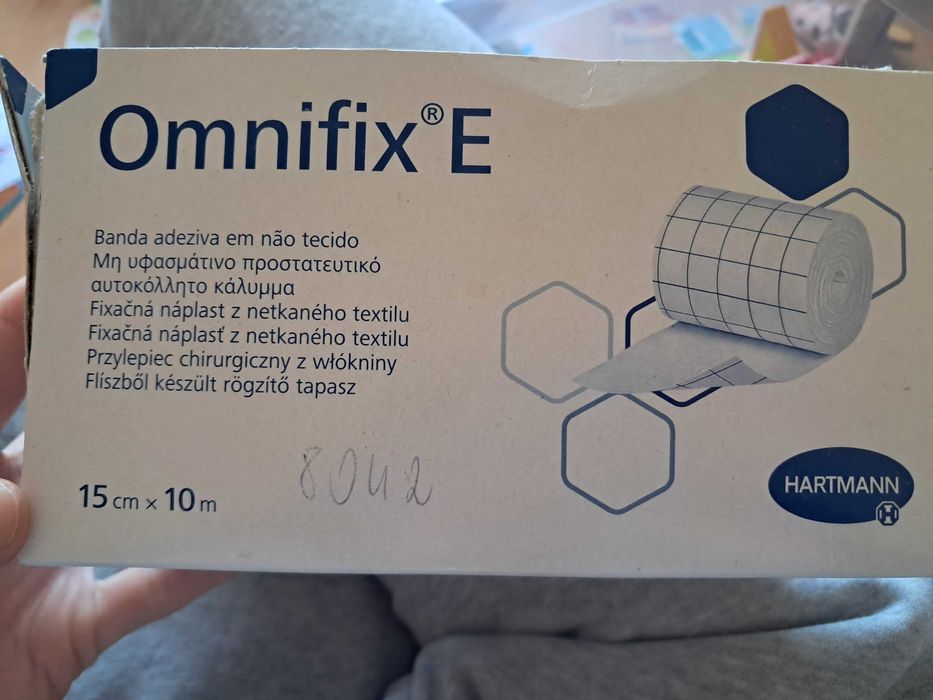 Omnifix® E
Banda adeziva em não tecido
Μη υφασμάτινο προστατευτικό
αυτοκόλλητο κάλυμμα
Fixačná náplast z netkaného textilu
Fixačná náplasť z netkaného textilu
Przylepiec chirurgiczny z włókniny
Flíszből készült rögzítő tapasz
8042
15 cm x 10 m
HARTMANN